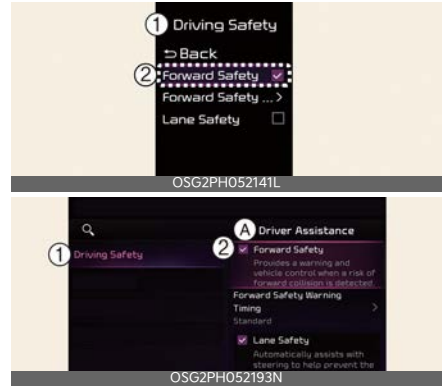 1 Driving Safety
Back
2 Forward Safety
Forward Safety ... >
Lane Safety
OSG2PH052141L
A Driver Assistance
1 Driving Safety
2 Forward Safety
Provides a warning and
vehicle control when a risk of
forward collision is detected.
Forward Safety Warning
Timing >
Standard
Lane Safety
Automatically assists with
steering to help prevent the
OSG2PH052193N